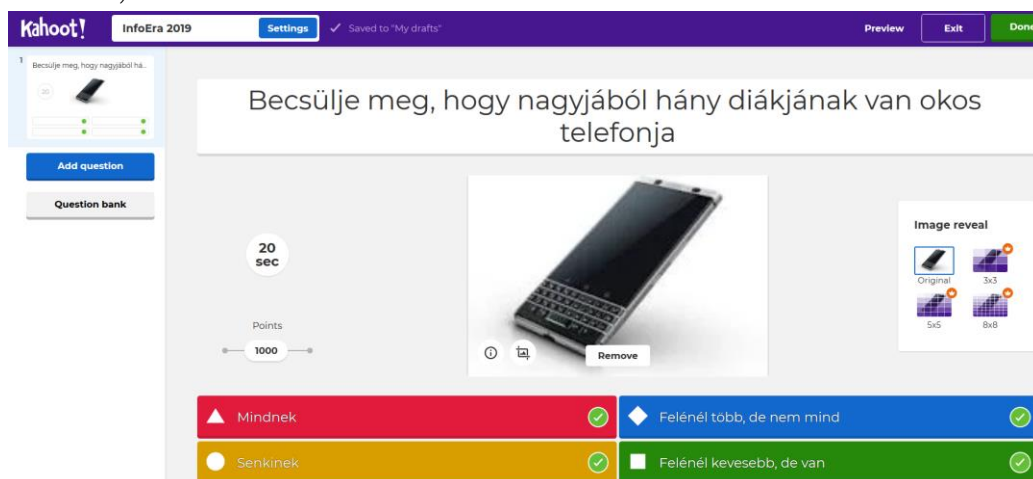 Kahoot!
InfoEra 2019
Settings
Saved to "My drafts"
Preview
Exit
Done
1
Becsülje meg, hogy nagyjából há...
20
Add question
Question bank
Becsülje meg, hogy nagyjából hány diákjának van okos
telefonja
20
sec
Points
1000
Remove
Image reveal
Original
3x3
5x5
8x8
Mindnek
Felénél több, de nem mind
Senkinek
Felénél kevesebb, de van